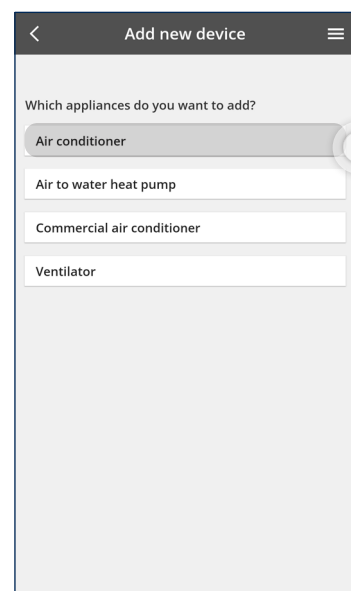 Add new device
Which appliances do you want to add?
Air conditioner
Air to water heat pump
Commercial air conditioner
Ventilator